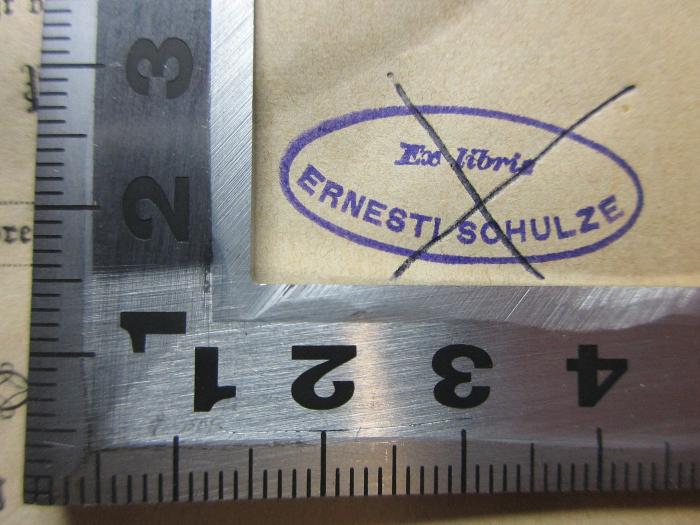 Ex libris
ERNESTI SCHULZE
3
2
1
1 2 3 4